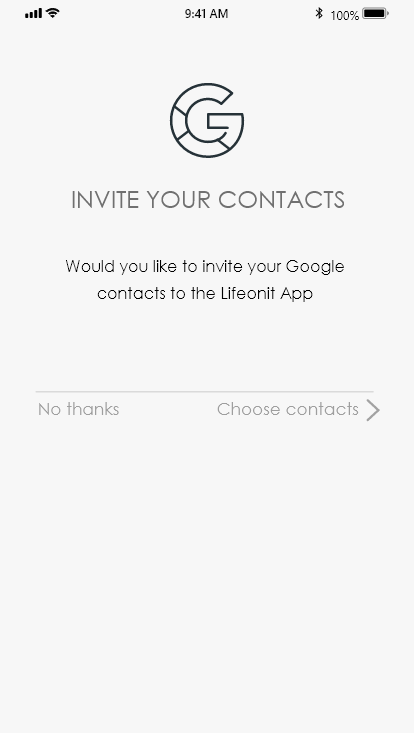 9:41 AM 100%
INVITE YOUR CONTACTS
Would you like to invite your Google
contacts to the Lifeonit App
No thanks Choose contacts